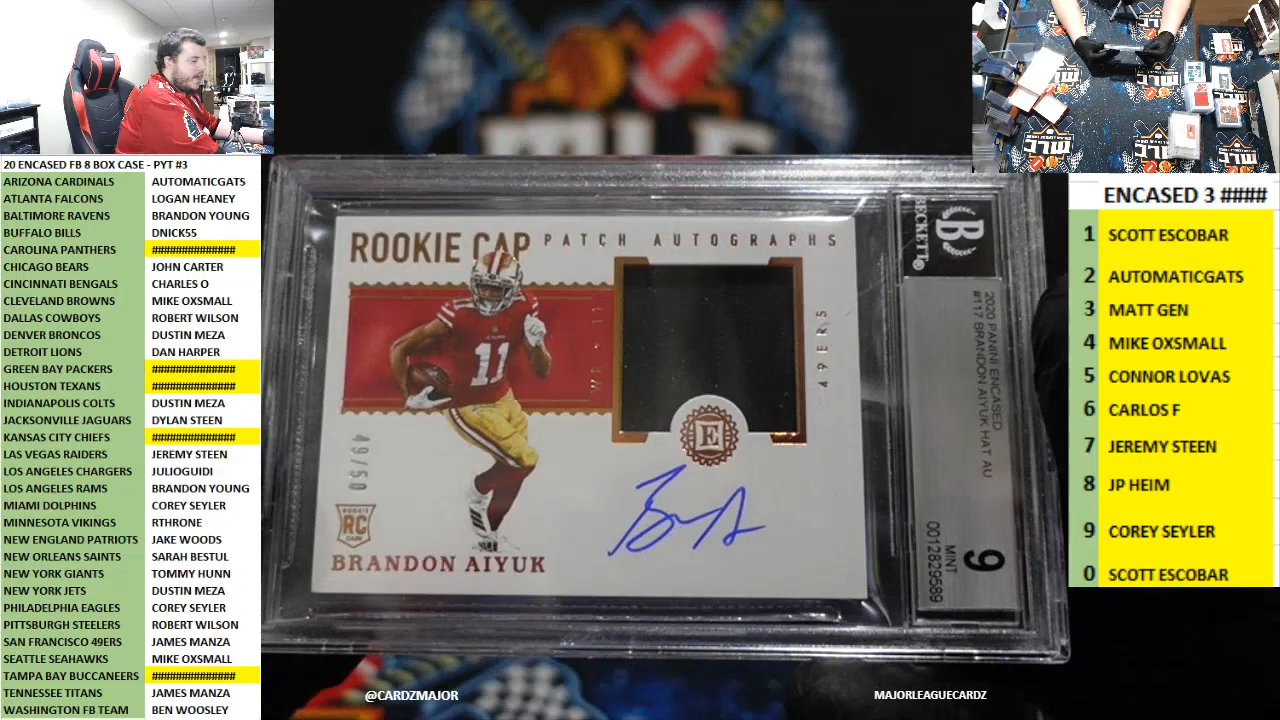 20 ENCASED FB 8 BOX CASE - PYT #3
ARIZONA CARDINALS AUTOMATICGATS
ATLANTA FALCONS LOGAN HEANEY
BALTIMORE RAVENS BRANDON YOUNG
BUFFALO BILLS DNICK55
CAROLINA PANTHERS ##############
CHICAGO BEARS JOHN CARTER
CINCINNATI BENGALS CHARLES O
CLEVELAND BROWNS MIKE OXSMALL
DALLAS COWBOYS ROBERT WILSON
DENVER BRONCOS DUSTIN MEZA
DETROIT LIONS DAN HARPER
GREEN BAY PACKERS ##############
HOUSTON TEXANS ##############
INDIANAPOLIS COLTS DUSTIN MEZA
JACKSONVILLE JAGUARS DYLAN STEEN
KANSAS CITY CHIEFS ##############
LAS VEGAS RAIDERS JEREMY STEEN
LOS ANGELES CHARGERS JULIOGUIDI
LOS ANGELES RAMS BRANDON YOUNG
MIAMI DOLPHINS COREY SEYLER
MINNESOTA VIKINGS RTHRONE
NEW ENGLAND PATRIOTS JAKE WOODS
NEW ORLEANS SAINTS SARAH BESTUL
NEW YORK GIANTS TOMMY HUNN
NEW YORK JETS DUSTIN MEZA
PHILADELPHIA EAGLES COREY SEYLER
PITTSBURGH STEELERS ROBERT WILSON
SAN FRANCISCO 49ERS JAMES MANZA
SEATTLE SEAHAWKS MIKE OXSMALL
TAMPA BAY BUCCANEERS ##############
TENNESSEE TITANS JAMES MANZA
WASHINGTON FB TEAM BEN WOOSLEY
ROOKIE CAP PATCH AUTOGRAPHS
WR - 11
11
49ERS
E
49/50
ROOKIE
RC
CARD
BRANDON AIYUK
B
BECKETT
2020 PANINI ENCASED
#117 BRANDON AIYUK HAT AU
9
MINT
0012829589
@CARDZMAJOR
MAJORLEAGUECARDZ
ENCASED 3 ####
1 SCOTT ESCOBAR
2 AUTOMATICGATS
3 MATT GEN
4 MIKE OXSMALL
5 CONNOR LOVAS
6 CARLOS F
7 JEREMY STEEN
8 JP HEIM
9 COREY SEYLER
0 SCOTT ESCOBAR